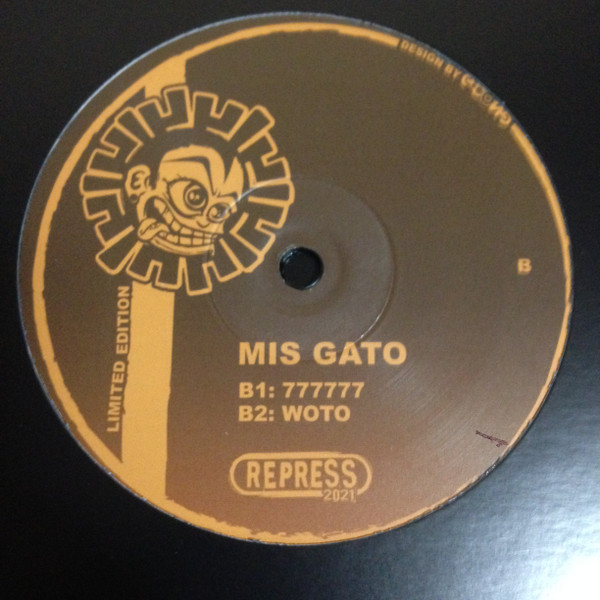 DESIGN BY
B
LIMITED EDITION
MIS GATO
B1: 777777
B2: WOTO
REPRESS
2021